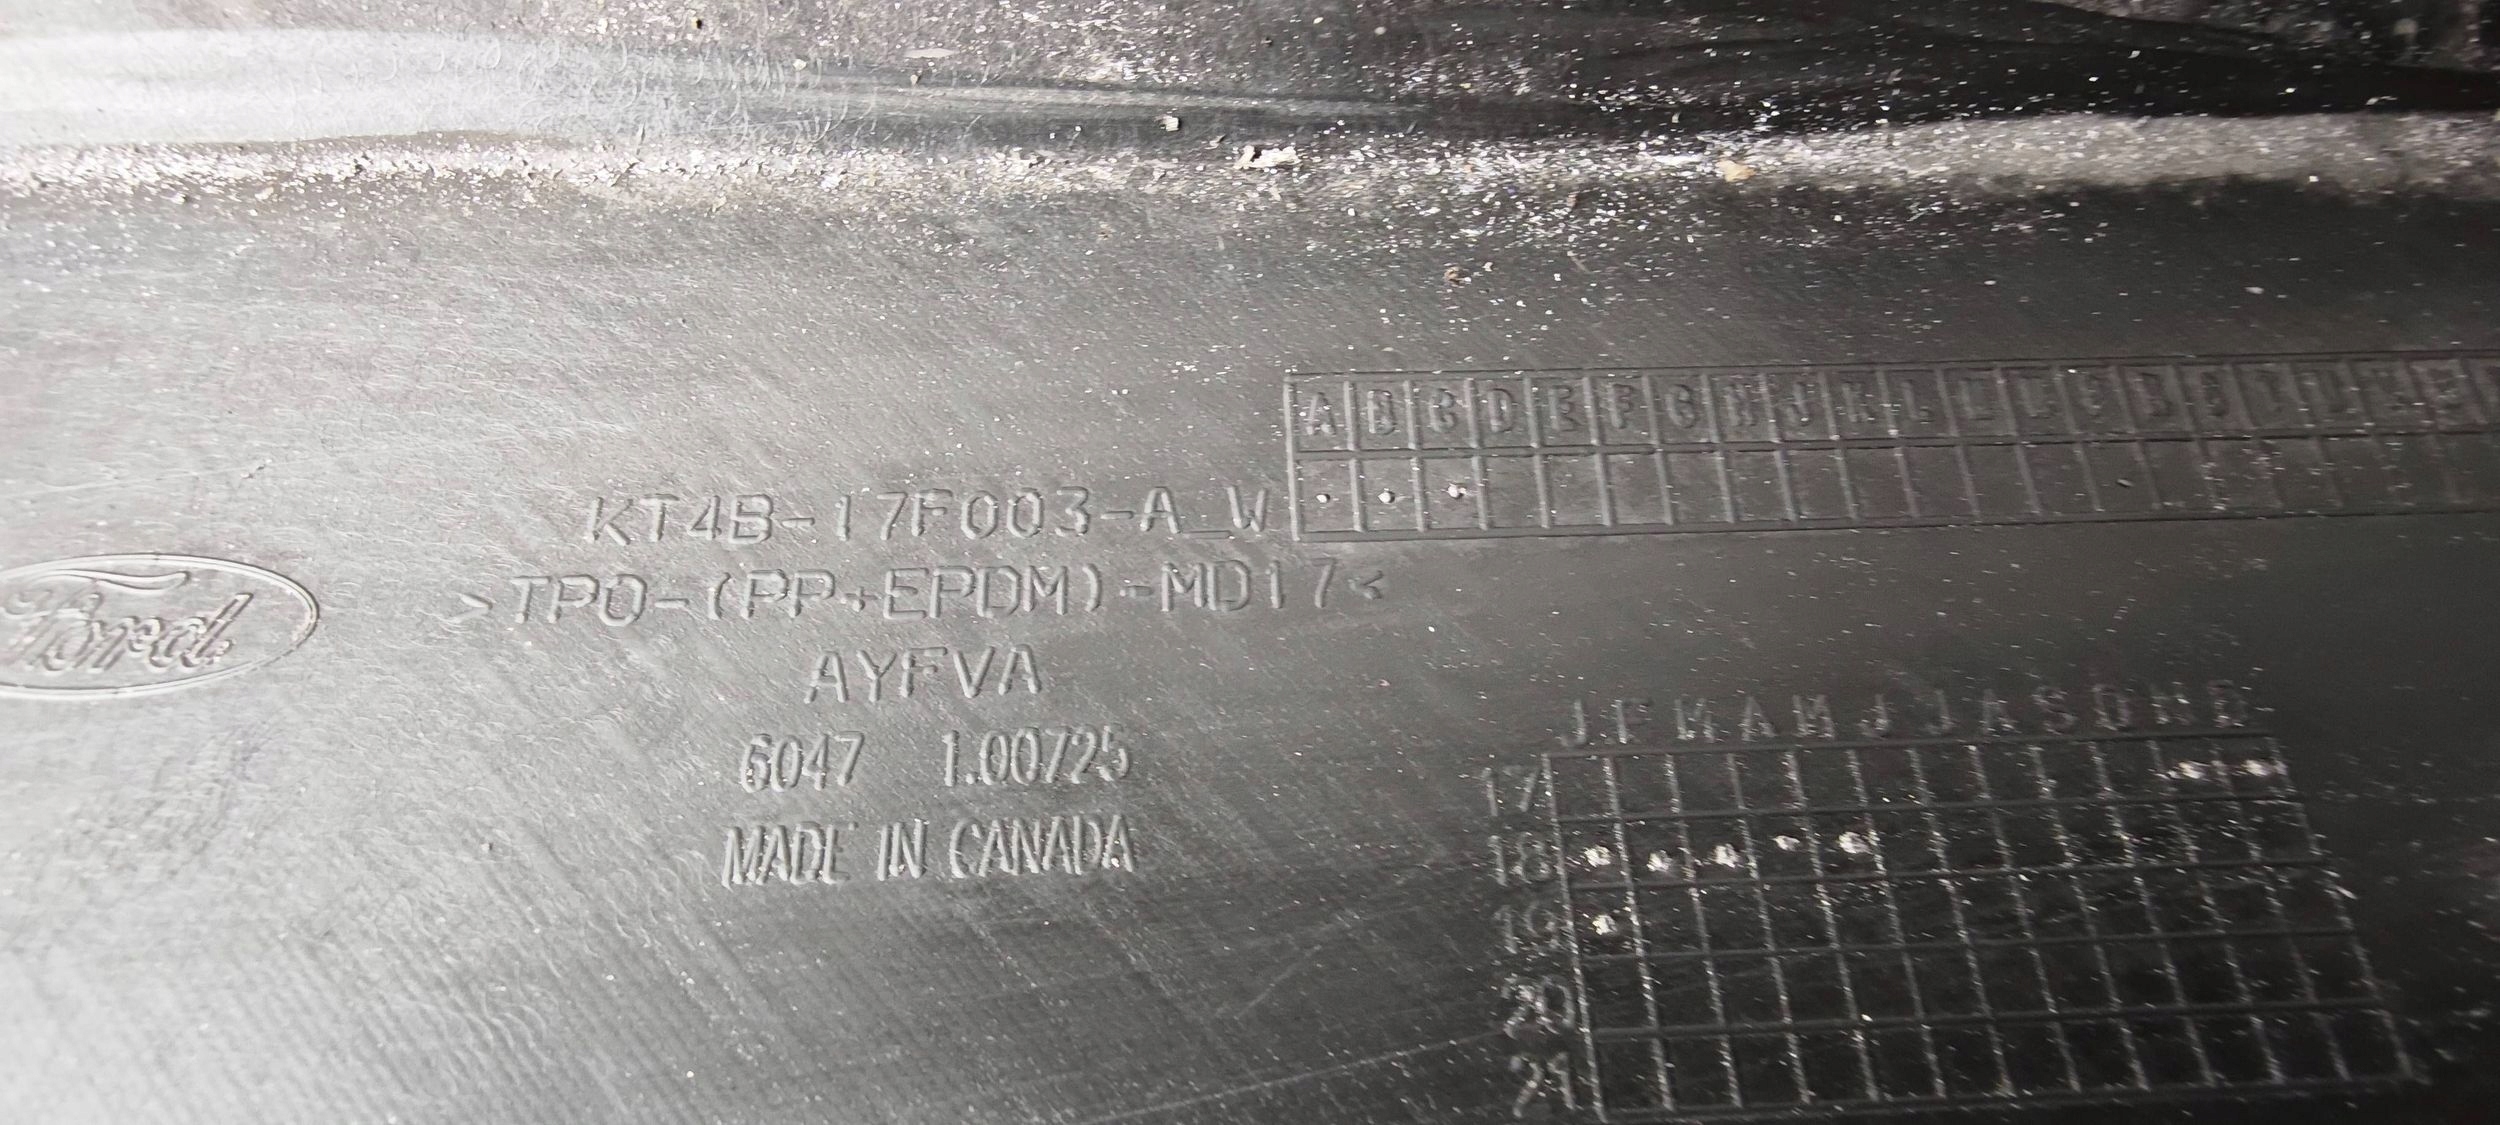 A B C D E F G H J K L
KT4B-17F003-A_W
Ford
>TPO-(PP+EPDM)-MD17<
AYFVA
6047 1.00725
MADE IN CANADA
J F M A M J J A S O N D
17
18
19
20
21